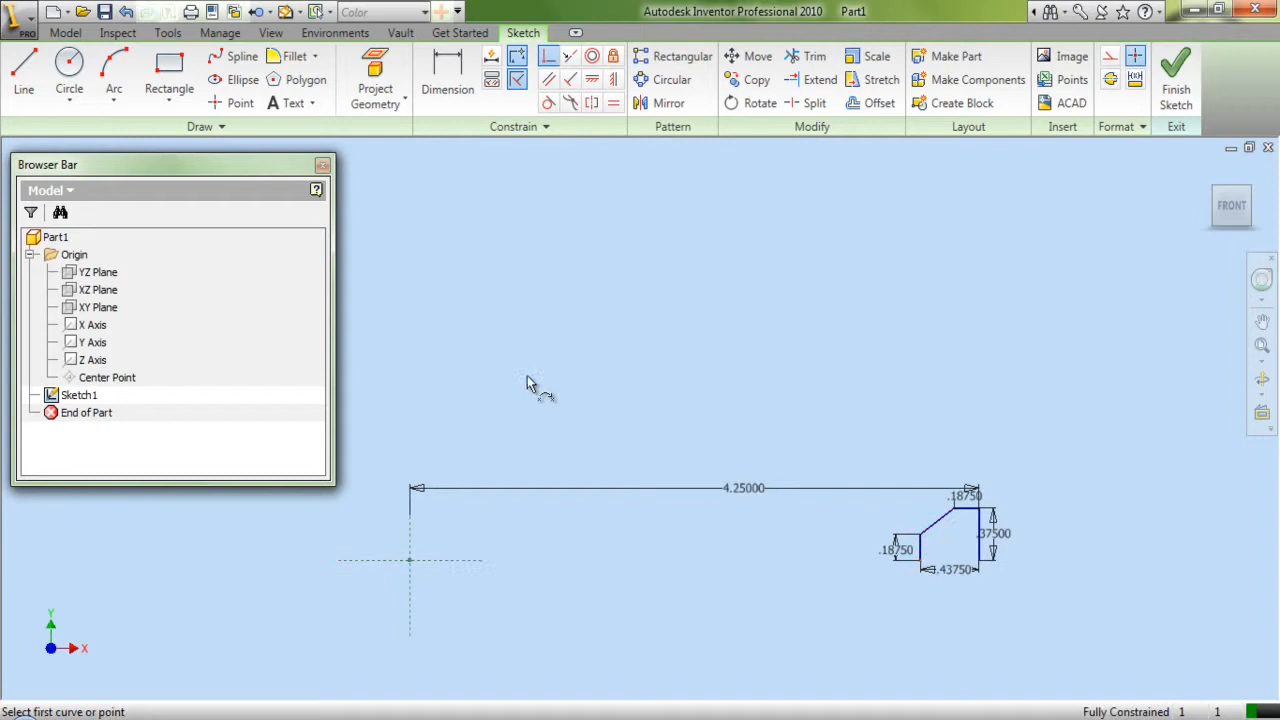 PRO
Color
Autodesk Inventor Professional 2010 Part1
Model Inspect Tools Manage View Environments Vault Get Started Sketch
Line Circle Arc Rectangle
Spline Fillet
Ellipse Polygon
Point Text
Project Geometry
Dimension
Rectangular
Circular
Mirror
Move Trim Scale
Copy Extend Stretch
Rotate Split Offset
Make Part
Make Components
Create Block
Image
Points
ACAD
Finish Sketch
Draw Constrain Pattern Modify Layout Insert Format Exit
Browser Bar
Model
Part1
Origin
YZ Plane
XZ Plane
XY Plane
X Axis
Y Axis
Z Axis
Center Point
Sketch1
End of Part
FRONT
4.25000
.18750
.37500
.18750
.43750
Y
X
Select first curve or point
Fully Constrained 1 1